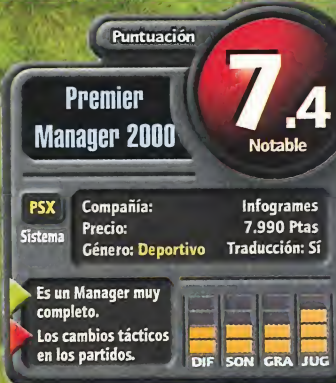 Puntuación
7.4
Notable
Premier
Manager 2000
PSX
Sistema
Compañía: Infogrames
Precio: 7.990 Ptas
Género: Deportivo Traducción: Sí
Es un Manager muy
completo.
Los cambios tácticos
en los partidos.
DIF SON GRA JUG